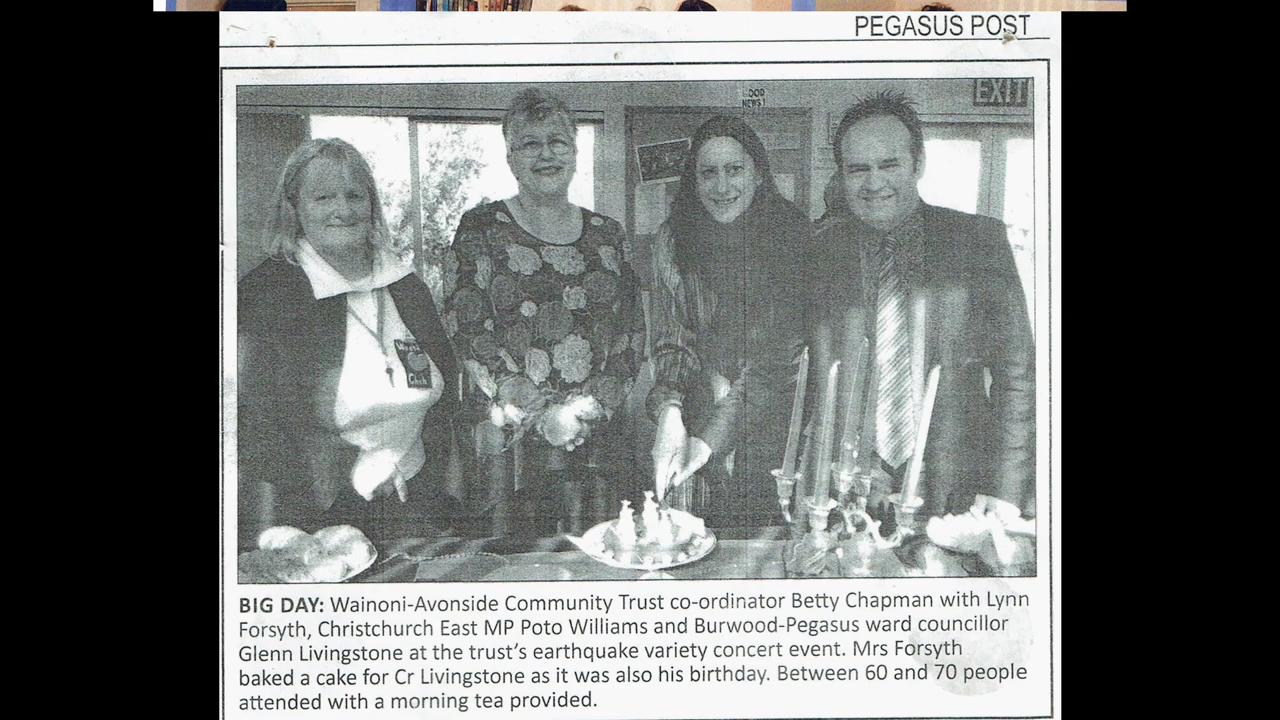 PEGASUS POST
GOOD
NEWS!
EXIT
BIG DAY: Wainoni-Avonside Community Trust co-ordinator Betty Chapman with Lynn
Forsyth, Christchurch East MP Poto Williams and Burwood-Pegasus ward councillor
Glenn Livingstone at the trust's earthquake variety concert event. Mrs Forsyth
baked a cake for Cr Livingstone as it was also his birthday. Between 60 and 70 people
attended with a morning tea provided.